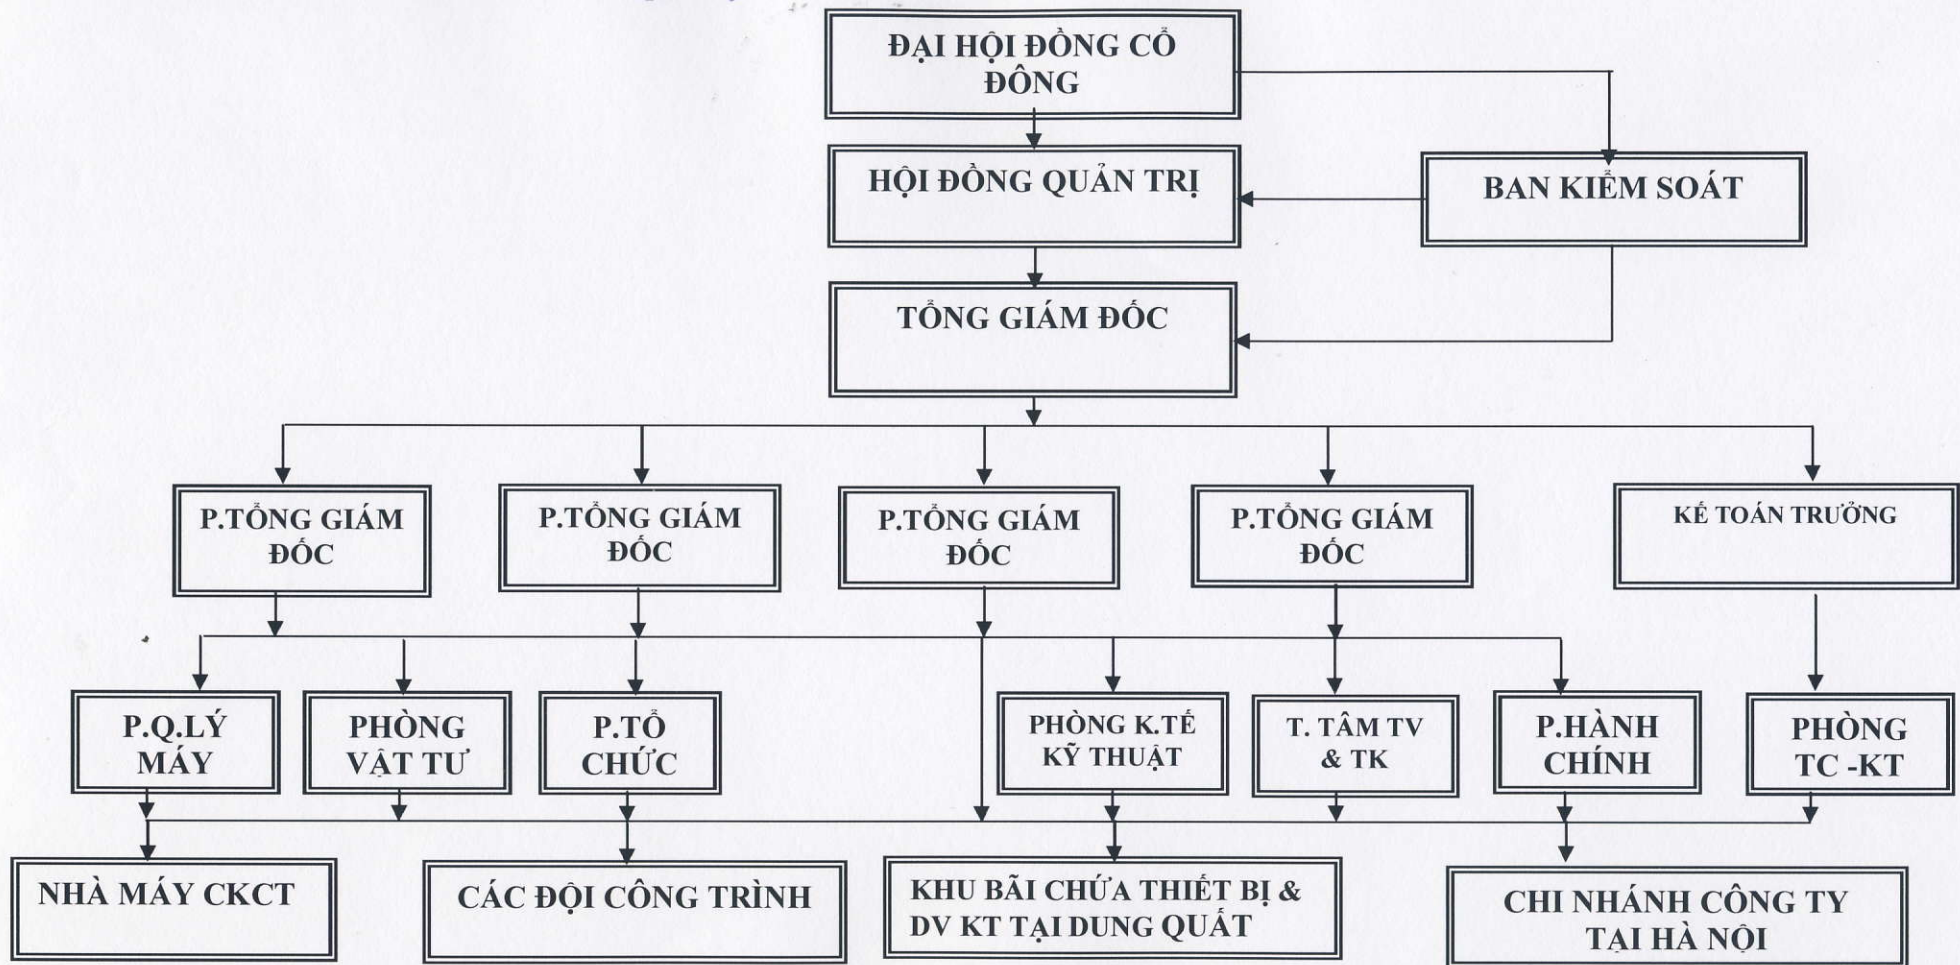 ĐẠI HỘI ĐỒNG CỔ
ĐÔNG
HỘI ĐỒNG QUẢN TRỊ
BAN KIỂM SOÁT
TỔNG GIÁM ĐỐC
P.TỔNG GIÁM
ĐỐC
P.TỔNG GIÁM
ĐỐC
P.TỔNG GIÁM
ĐỐC
P.TỔNG GIÁM
ĐỐC
KẾ TOÁN TRƯỞNG
P.Q.LÝ
MÁY
PHÒNG
VẬT TƯ
P.TỔ
CHỨC
PHÒNG K.TẾ
KỸ THUẬT
T. TÂM TV
& TK
P.HÀNH
CHÍNH
PHÒNG
TC -KT
NHÀ MÁY CKCT
CÁC ĐỘI CÔNG TRÌNH
KHU BÃI CHỨA THIẾT BỊ &
DV KT TẠI DUNG QUẤT
CHI NHÁNH CÔNG TY
TẠI HÀ NỘI